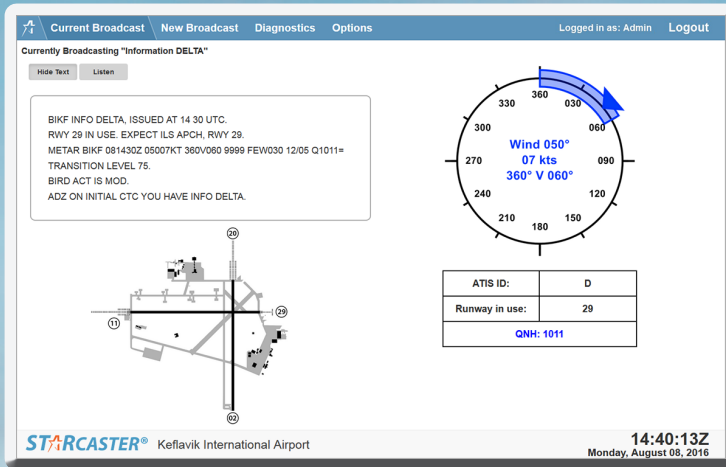 Current Broadcast New Broadcast Diagnostics Options Logged in as: Admin Logout
Currently Broadcasting "Information DELTA"
Hide Text Listen
BIKF INFO DELTA, ISSUED AT 14 30 UTC.
RWY 29 IN USE. EXPECT ILS APCH, RWY 29.
METAR BIKF 081430Z 05007KT 360V060 9999 FEW030 12/05 Q1011=
TRANSITION LEVEL 75.
BIRD ACT IS MOD.
ADZ ON INITIAL CTC YOU HAVE INFO DELTA.
360
030
060
090
120
150
180
210
240
270
300
330
Wind 050°
07 kts
360° V 060°
20
29
11
02
ATIS ID: D
Runway in use: 29
QNH: 1011
STARCASTER® Keflavik International Airport
14:40:13Z
Monday, August 08, 2016